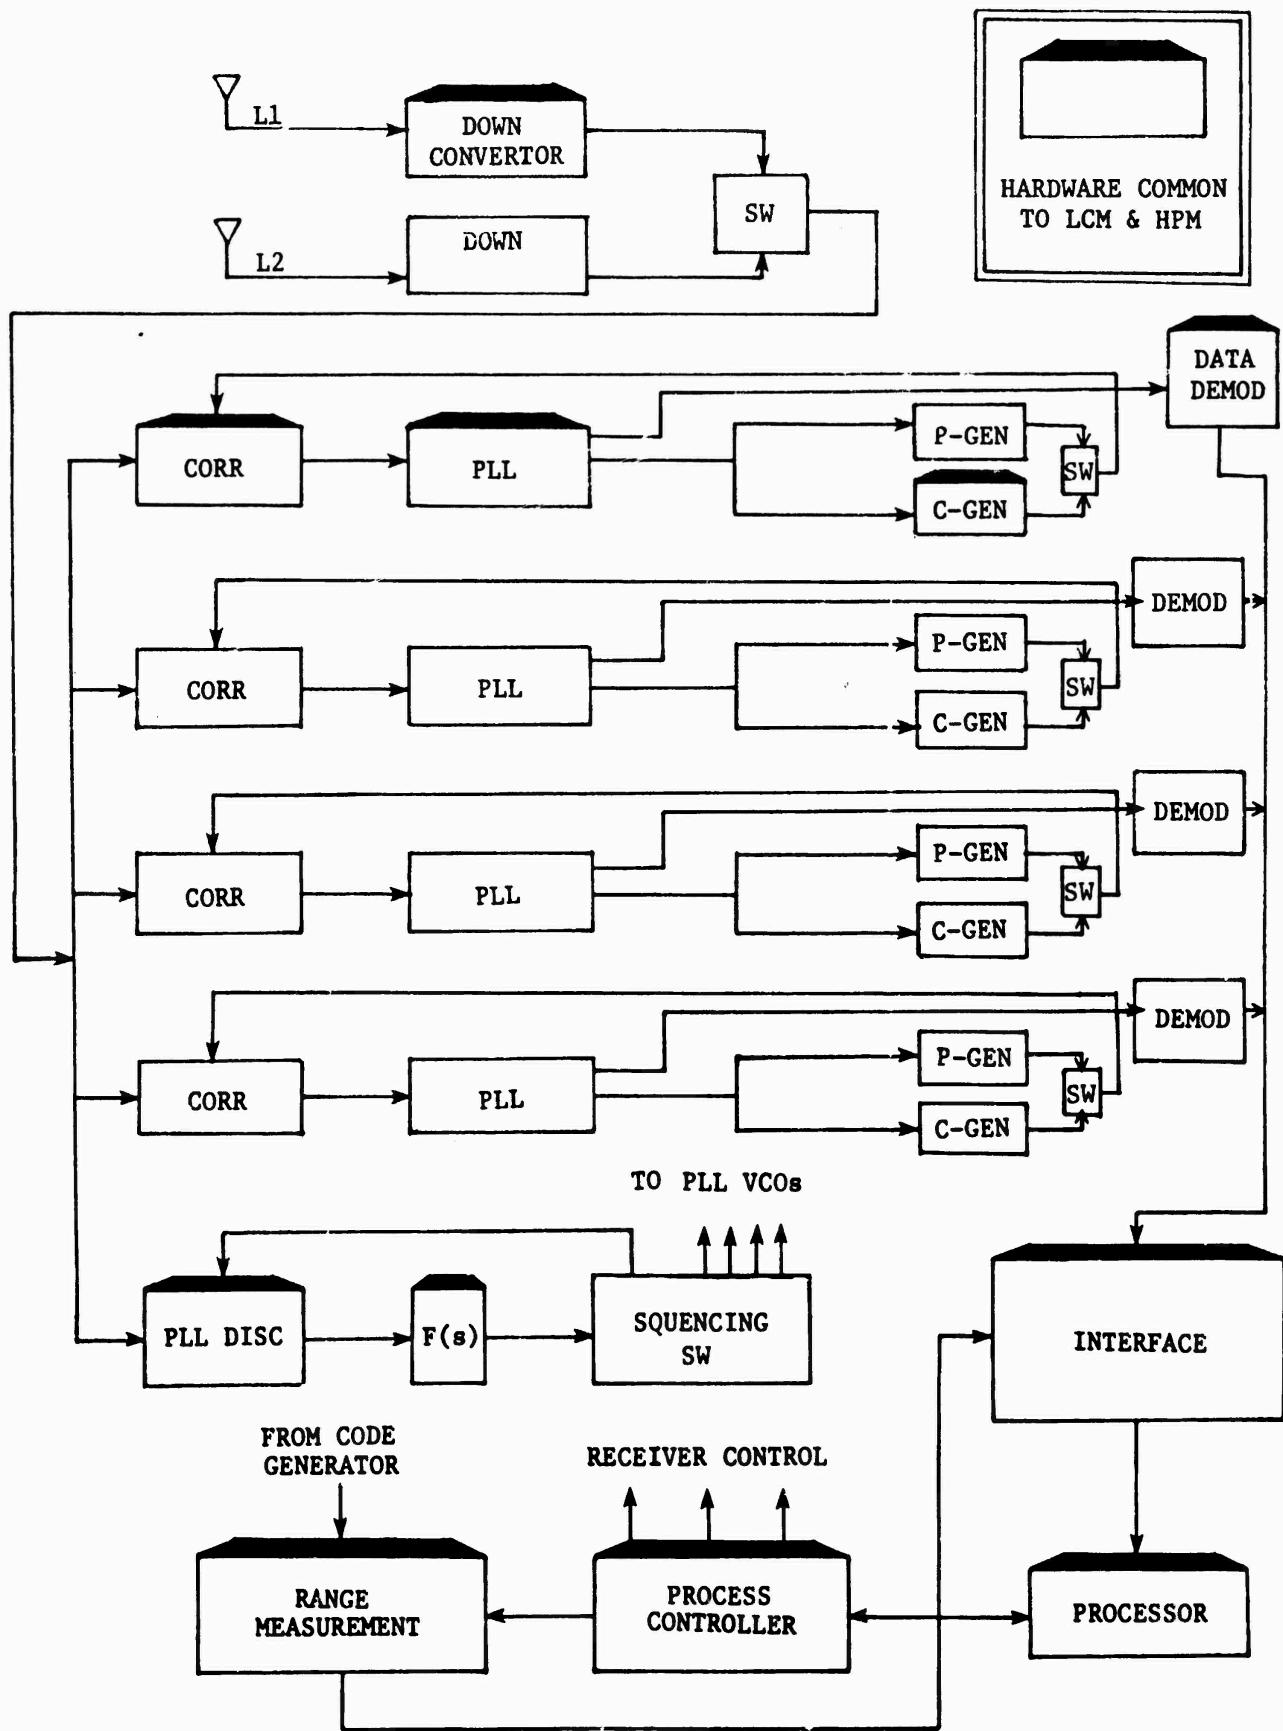 L1
DOWN
CONVERTOR
SW
HARDWARE COMMON
TO LCM & HPM
L2
DOWN
DATA
DEMOD
CORR
PLL
P-GEN
SW
C-GEN
DEMOD
CORR
PLL
P-GEN
SW
C-GEN
DEMOD
CORR
PLL
P-GEN
SW
C-GEN
DEMOD
CORR
PLL
P-GEN
SW
C-GEN
TO PLL VCOs
PLL DISC
F(s)
SQUENCING
SW
INTERFACE
FROM CODE
GENERATOR
RECEIVER CONTROL
RANGE
MEASUREMENT
PROCESS
CONTROLLER
PROCESSOR